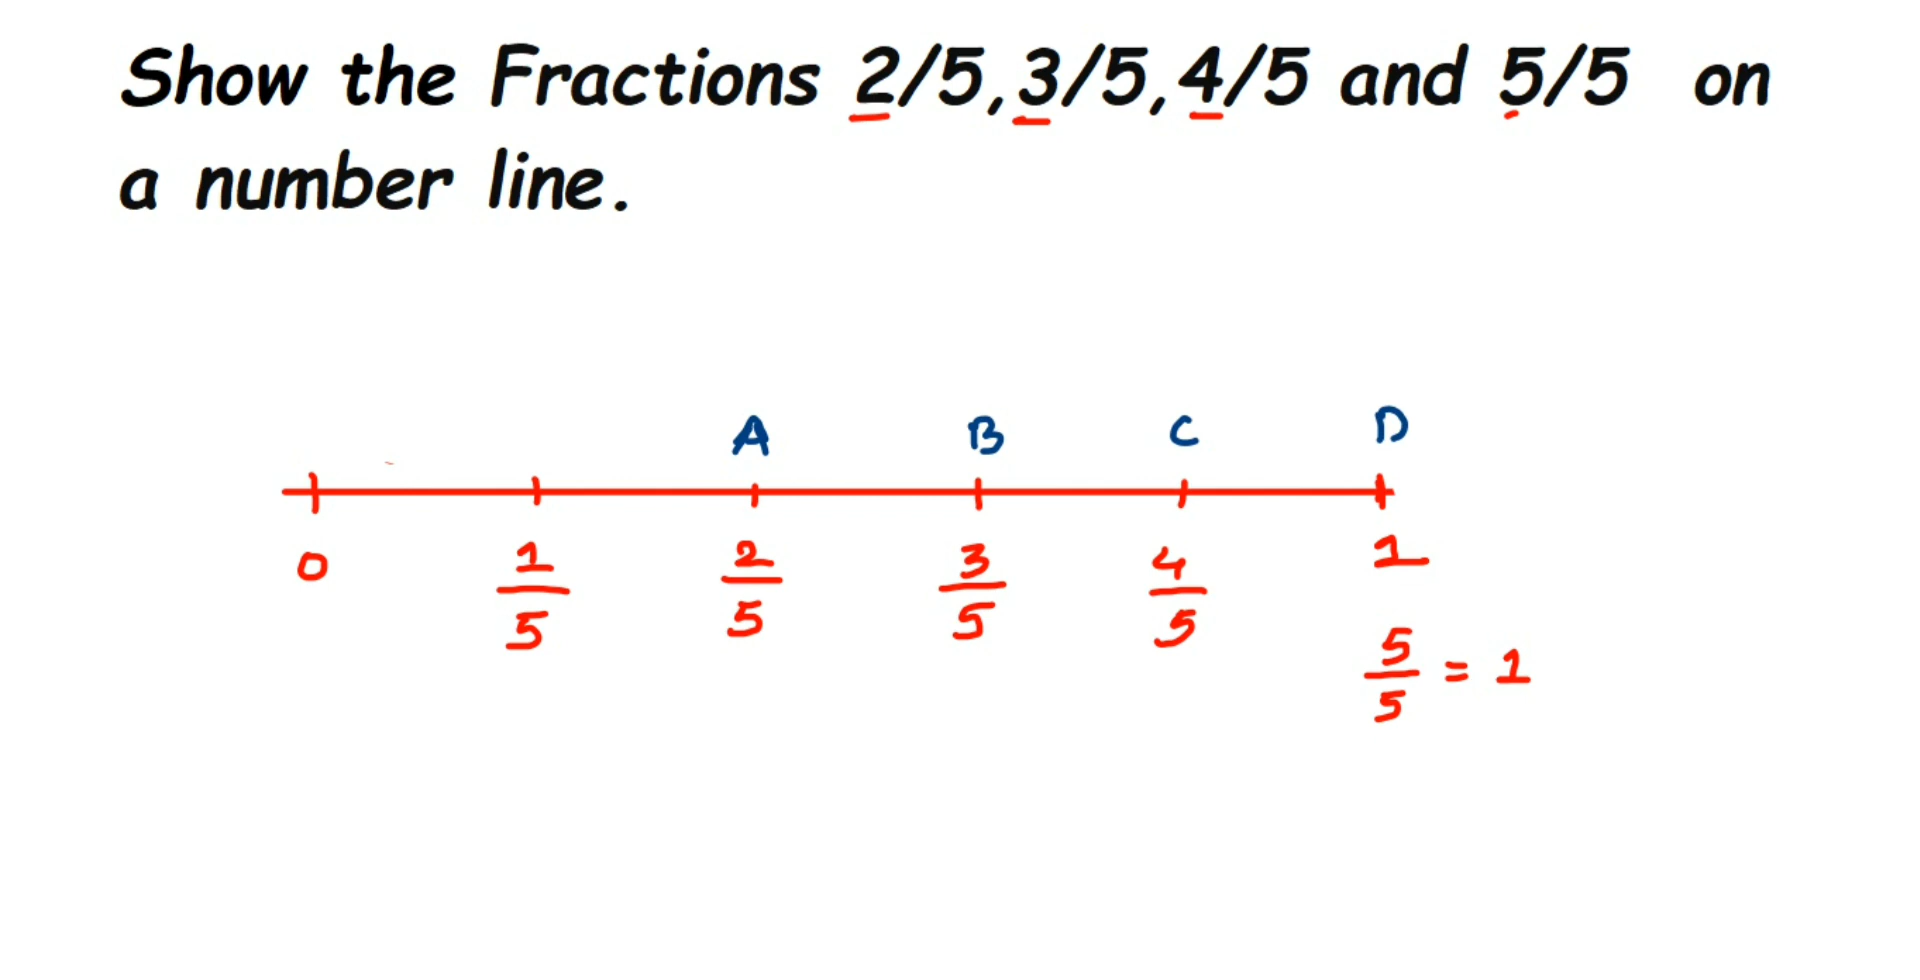 Show the Fractions 2/5,3/5,4/5 and 5/5 on
a number line.
A B C D
0 1/5 2/5 3/5 4/5 1
5/5 = 1